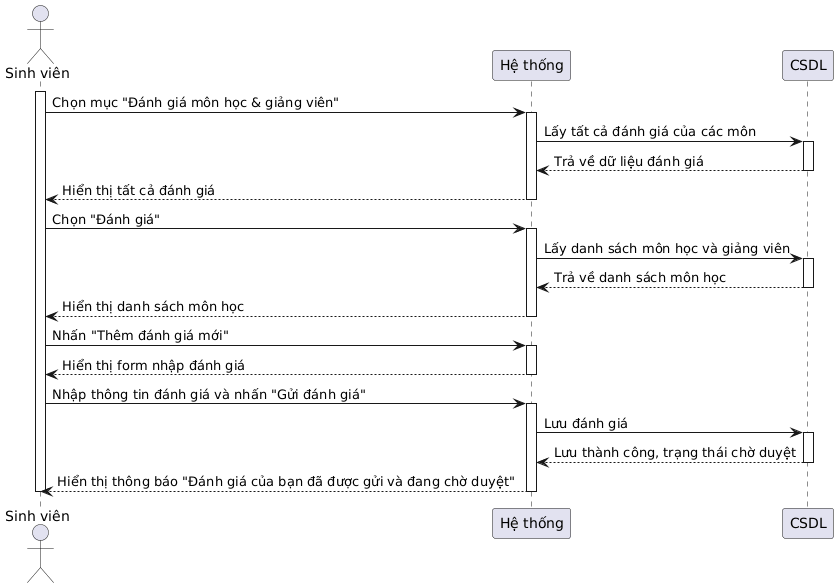 Sinh viên
Hệ thống
CSDL
Chọn mục "Đánh giá môn học & giảng viên"
Lấy tất cả đánh giá của các môn
Trả về dữ liệu đánh giá
Hiển thị tất cả đánh giá
Chọn "Đánh giá"
Lấy danh sách môn học và giảng viên
Trả về danh sách môn học
Hiển thị danh sách môn học
Nhấn "Thêm đánh giá mới"
Hiển thị form nhập đánh giá
Nhập thông tin đánh giá và nhấn "Gửi đánh giá"
Lưu đánh giá
Lưu thành công, trạng thái chờ duyệt
Hiển thị thông báo "Đánh giá của bạn đã được gửi và đang chờ duyệt"
Sinh viên
Hệ thống
CSDL